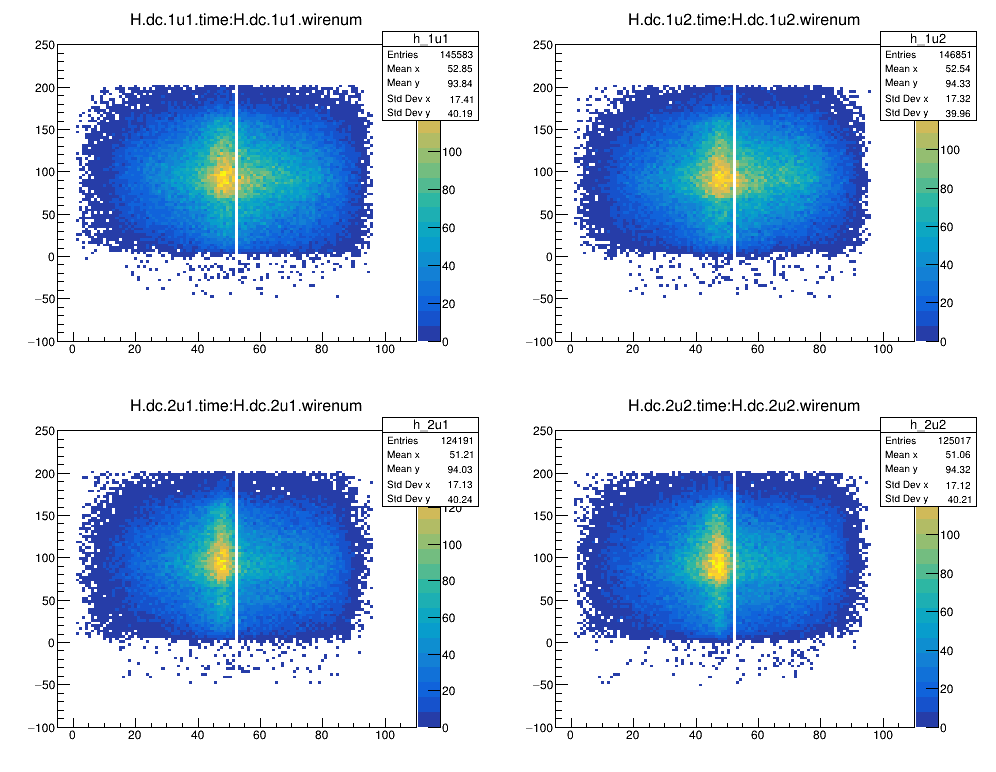 H.dc.1u1.time:H.dc.1u1.wirenum
h_1u1
Entries 145583
Mean x 52.85
Mean y 93.84
Std Dev x 17.41
Std Dev y 40.19
250
200
150
100
50
0
−50
−100
0 20 40 60 80 100
100
80
60
40
20
0
H.dc.1u2.time:H.dc.1u2.wirenum
h_1u2
Entries 146851
Mean x 52.54
Mean y 94.33
Std Dev x 17.32
Std Dev y 39.96
250
200
150
100
50
0
−50
−100
0 20 40 60 80 100
100
80
60
40
20
0
H.dc.2u1.time:H.dc.2u1.wirenum
h_2u1
Entries 124191
Mean x 51.21
Mean y 94.03
Std Dev x 17.13
Std Dev y 40.24
250
200
150
100
50
0
−50
−100
0 20 40 60 80 100
120
100
80
60
40
20
0
H.dc.2u2.time:H.dc.2u2.wirenum
h_2u2
Entries 125017
Mean x 51.06
Mean y 94.32
Std Dev x 17.12
Std Dev y 40.21
250
200
150
100
50
0
−50
−100
0 20 40 60 80 100
100
80
60
40
20
0